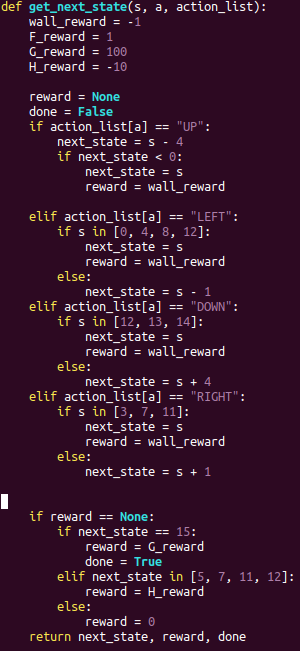 def get_next_state(s, a, action_list):
    wall_reward = -1
    F_reward = 1
    G_reward = 100
    H_reward = -10

    reward = None
    done = False
    if action_list[a] == "UP":
        next_state = s - 4
        if next_state < 0:
            next_state = s
            reward = wall_reward

    elif action_list[a] == "LEFT":
        if s in [0, 4, 8, 12]:
            next_state = s
            reward = wall_reward
        else:
            next_state = s - 1
    elif action_list[a] == "DOWN":
        if s in [12, 13, 14]:
            next_state = s
            reward = wall_reward
        else:
            next_state = s + 4
    elif action_list[a] == "RIGHT":
        if s in [3, 7, 11]:
            next_state = s
            reward = wall_reward
        else:
            next_state = s + 1


    if reward == None:
        if next_state == 15:
            reward = G_reward
            done = True
        elif next_state in [5, 7, 11, 12]:
            reward = H_reward
        else:
            reward = 0
    return next_state, reward, done